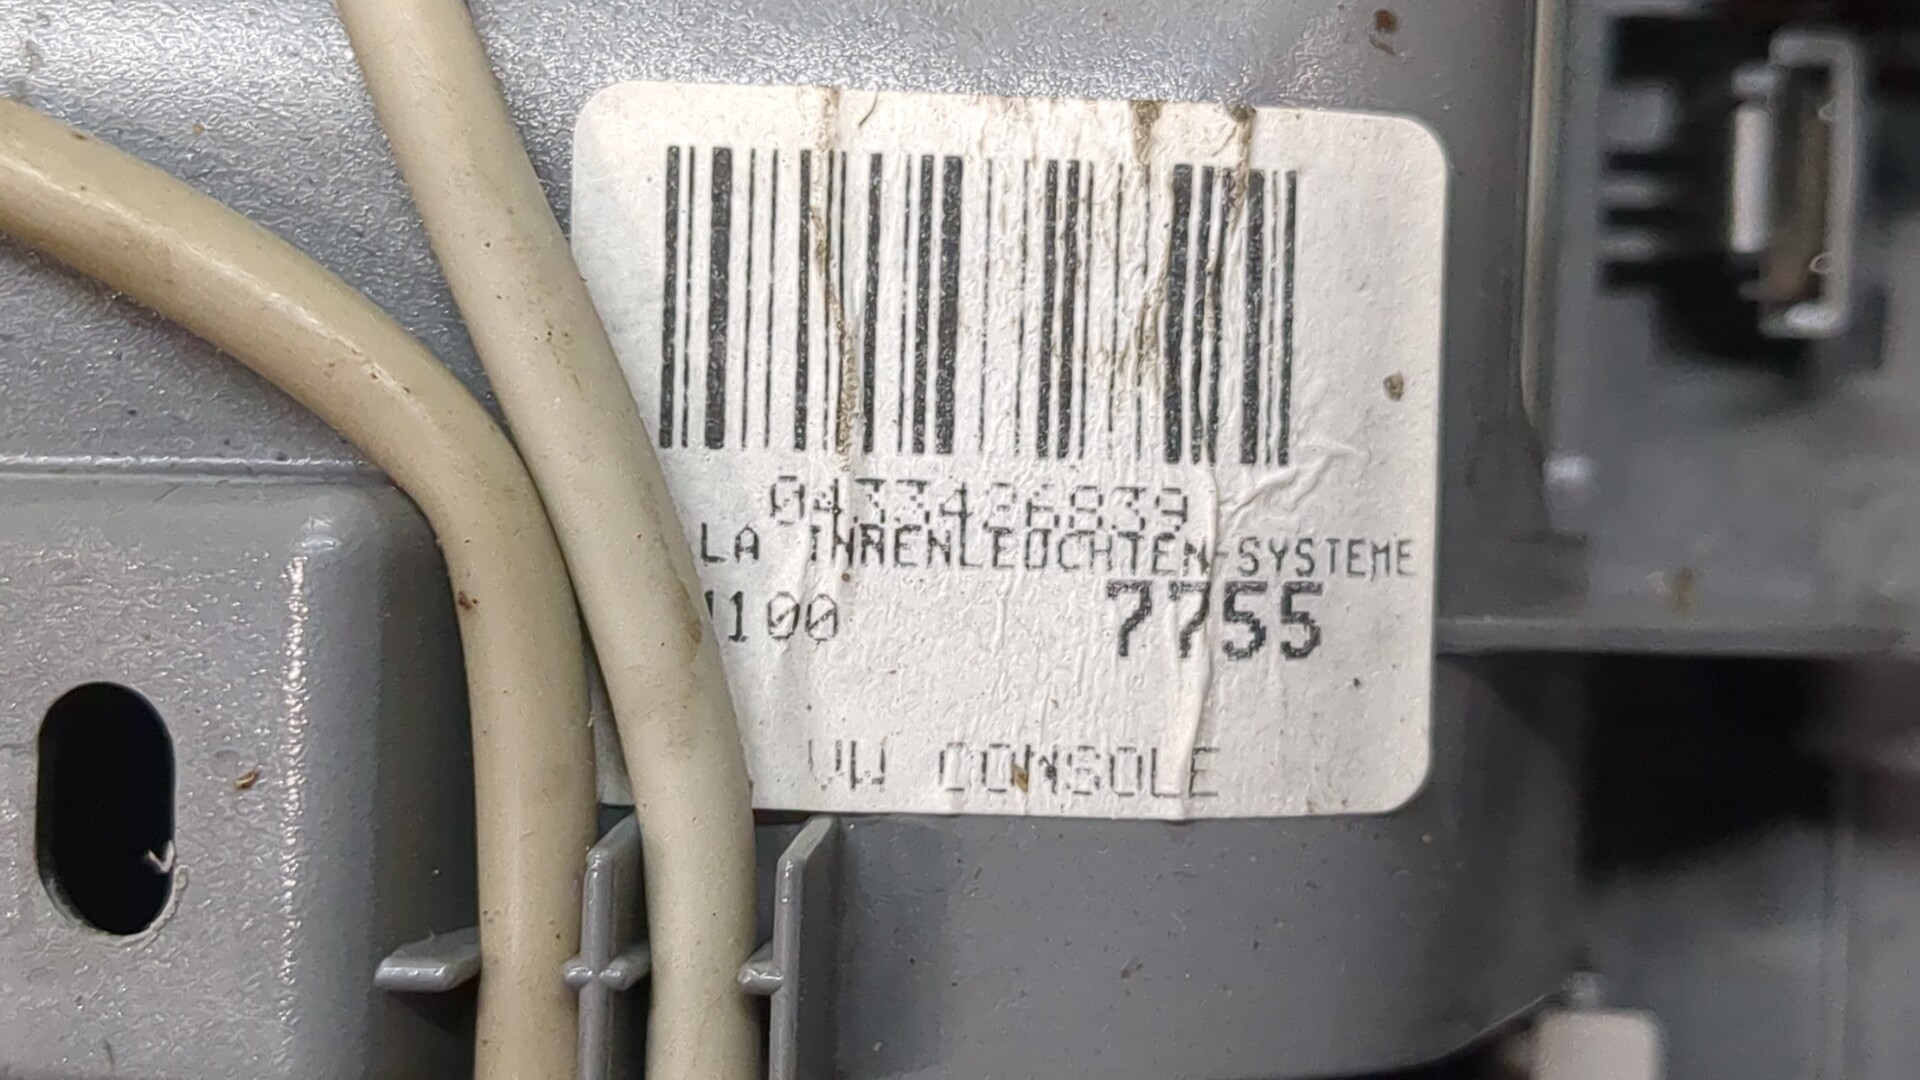 0433426839
LA INNENLEUCHTEN-SYSTEME
1100 7755
VW CONSOLE